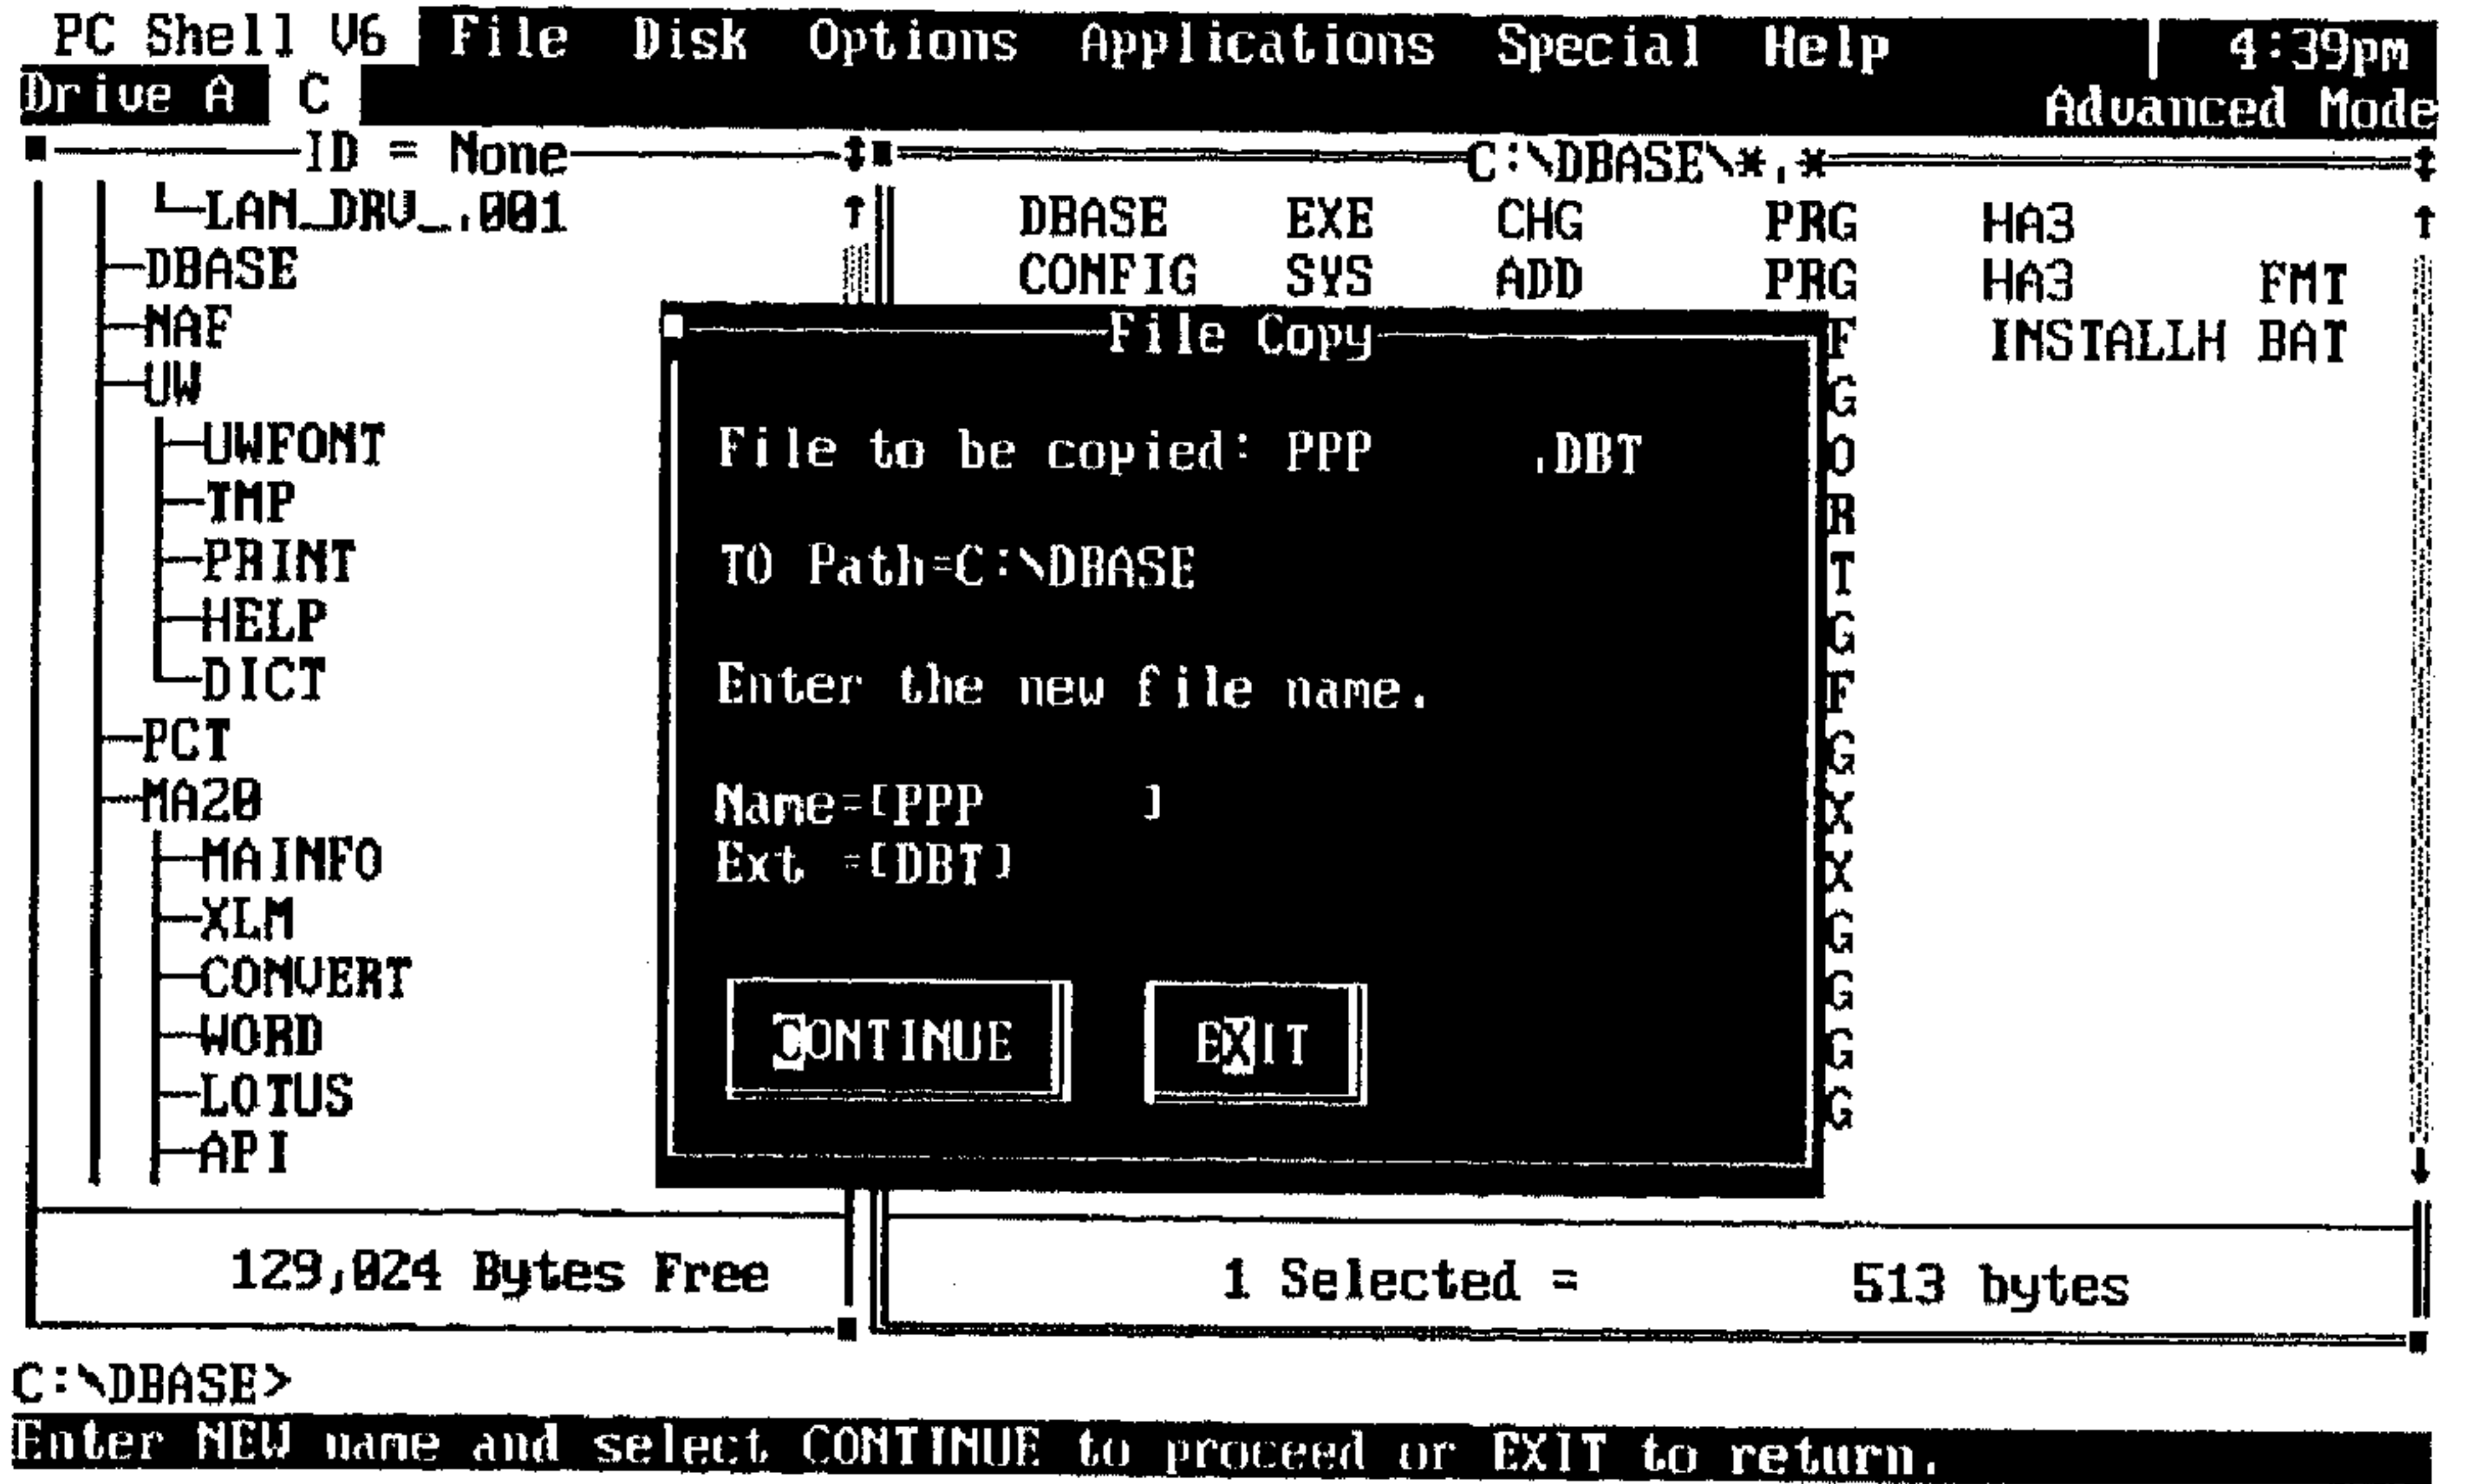 PC Shell V6 File Disk Options Applications Special Help 4:39pm
Drive A C Advanced Mode
ID = None
LAN_DRV_.001
DBASE
NAF
UW
UWFONT
TMP
PRINT
HELP
DICT
PCT
MA20
MAINFO
XLM
CONVERT
WORD
LOTUS
API
129,024 Bytes Free
C:\DBASE\*.*
DBASE EXE CHG PRG HA3
CONFIG SYS ADD PRG HA3 FMT
F INSTALLH BAT
G
O
R
T
G
F
G
X
X
G
G
G
G
File Copy
File to be copied: PPP .DBT
TO Path=C:\DBASE
Enter the new file name.
Name=[PPP ]
Ext =[DBT]
CONTINUE EXIT
1 Selected = 513 bytes
C:\DBASE>
Enter NEW name and select CONTINUE to proceed or EXIT to return.